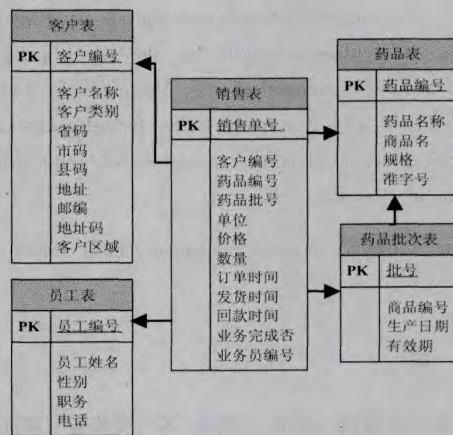 客户表
PK 客户编号
客户名称
客户类别
省码
市码
县码
地址
邮编
地址码
客户区域
员工表
PK 员工编号
员工姓名
性别
职务
电话
销售表
PK 销售单号
客户编号
药品编号
药品批号
单位
价格
数量
订单时间
发货时间
回款时间
业务完成否
业务员编号
药品表
PK 药品编号
药品名称
商品名
规格
准字号
药品批次表
PK 批号
商品编号
生产日期
有效期